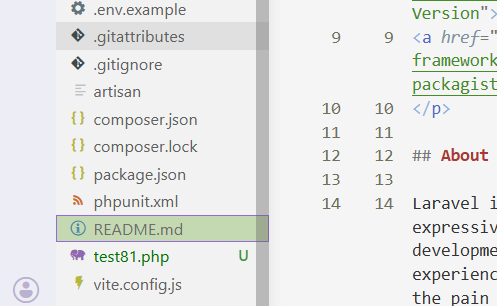 .env.example
.gitattributes
.gitignore
artisan
composer.json
composer.lock
package.json
phpunit.xml
README.md
test81.php U
vite.config.js
Version">
9 9 <a href="
framework
packagist
10 10 </p>
11 11
12 12 ## About
13 13
14 14 Laravel i
expressiv
developme
experienc
the pain